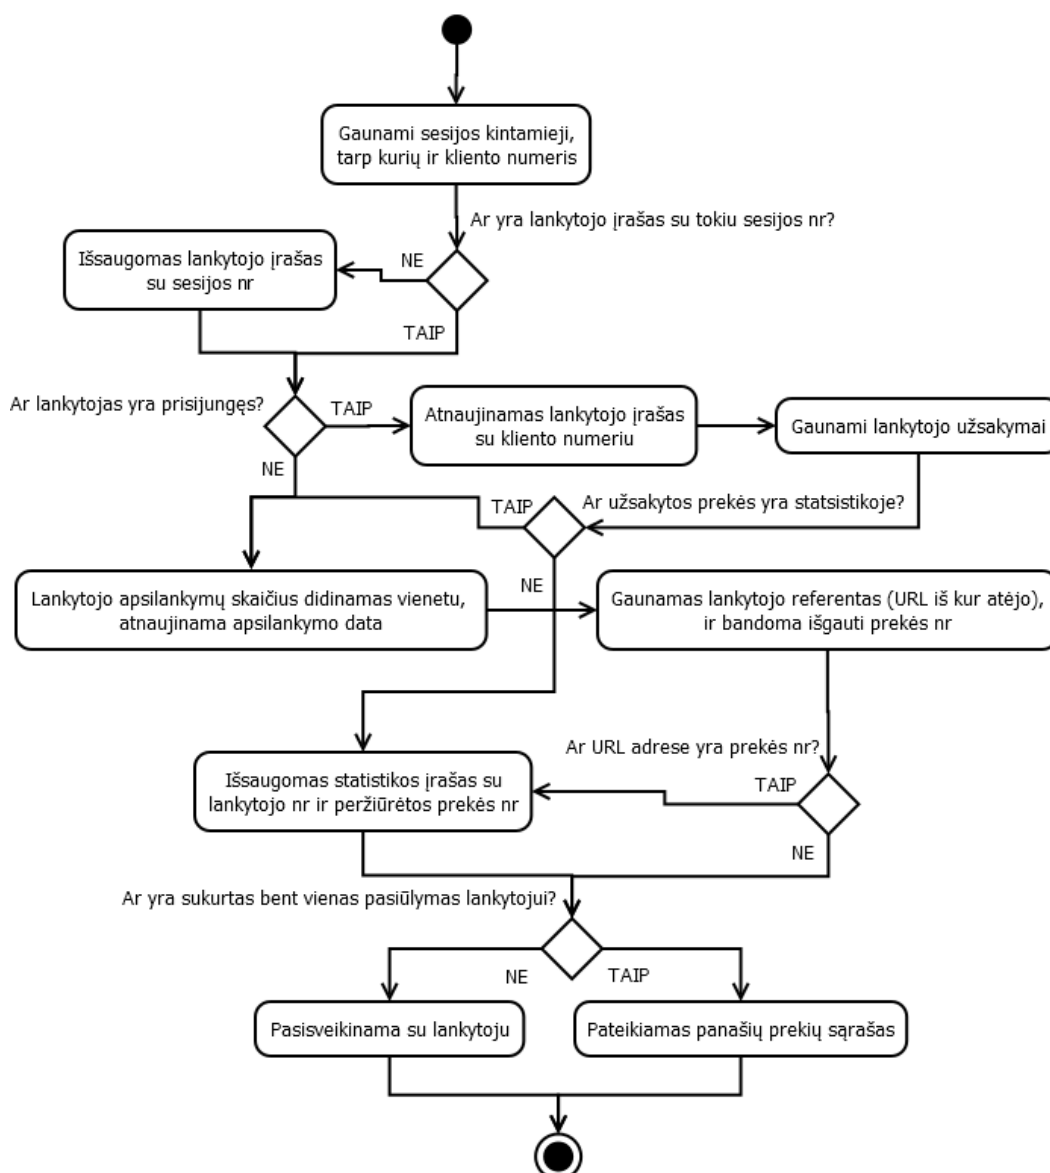 Gaunami sesijos kintamieji,
tarp kurių ir kliento numeris
Ar yra lankytojo įrašas su tokiu sesijos nr?
NE
Išsaugomas lankytojo įrašas
su sesijos nr
TAIP
Ar lankytojas yra prisijungęs?
TAIP
Atnaujinamas lankytojo įrašas
su kliento numeriu
Gaunami lankytojo užsakymai
NE
Ar užsakytos prekės yra statsistikoje?
TAIP
NE
Lankytojo apsilankymų skaičius didinamas vienetu,
atnaujinama apsilankymo data
Gaunamas lankytojo referentas (URL iš kur atėjo),
ir bandoma išgauti prekės nr
Ar URL adrese yra prekės nr?
TAIP
Išsaugomas statistikos įrašas su
lankytojo nr ir peržiūrėtos prekės nr
NE
Ar yra sukurtas bent vienas pasiūlymas lankytojui?
NE
TAIP
Pasisveikinama su lankytoju
Pateikiamas panašių prekių sąrašas